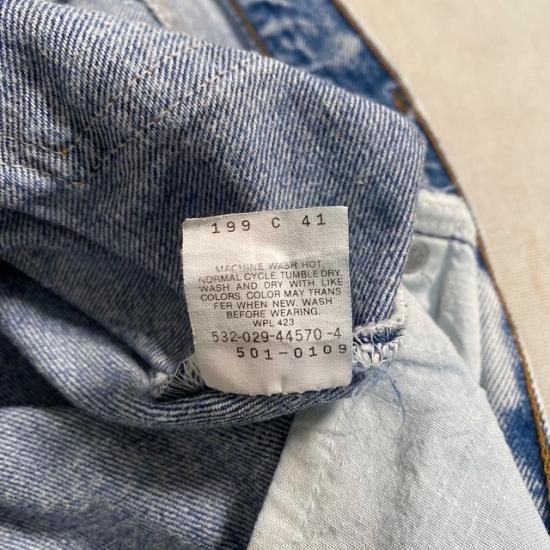 199 C 41
MACHINE WASH HOT,
NORMAL CYCLE, TUMBLE DRY,
WASH AND DRY WITH LIKE
COLORS. COLOR MAY TRANS
FER WHEN NEW. WASH
BEFORE WEARING.
WPL 423
532-029-44570-4
501-0109